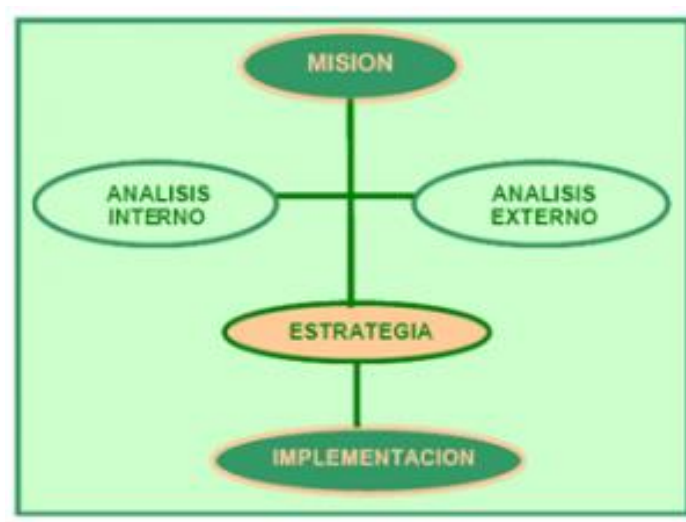 MISION
ANALISIS
INTERNO
ANALISIS
EXTERNO
ESTRATEGIA
IMPLEMENTACION